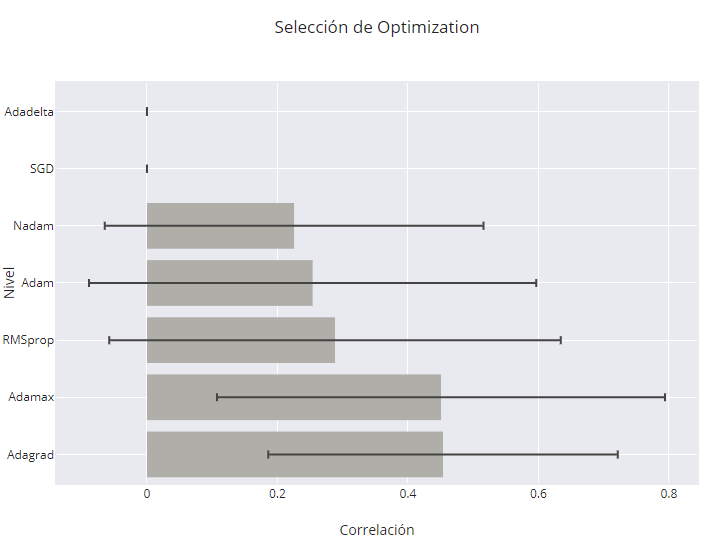 Selección de Optimization
Nivel
Adadelta
SGD
Nadam
Adam
RMSprop
Adamax
Adagrad
0 0.2 0.4 0.6 0.8
Correlación